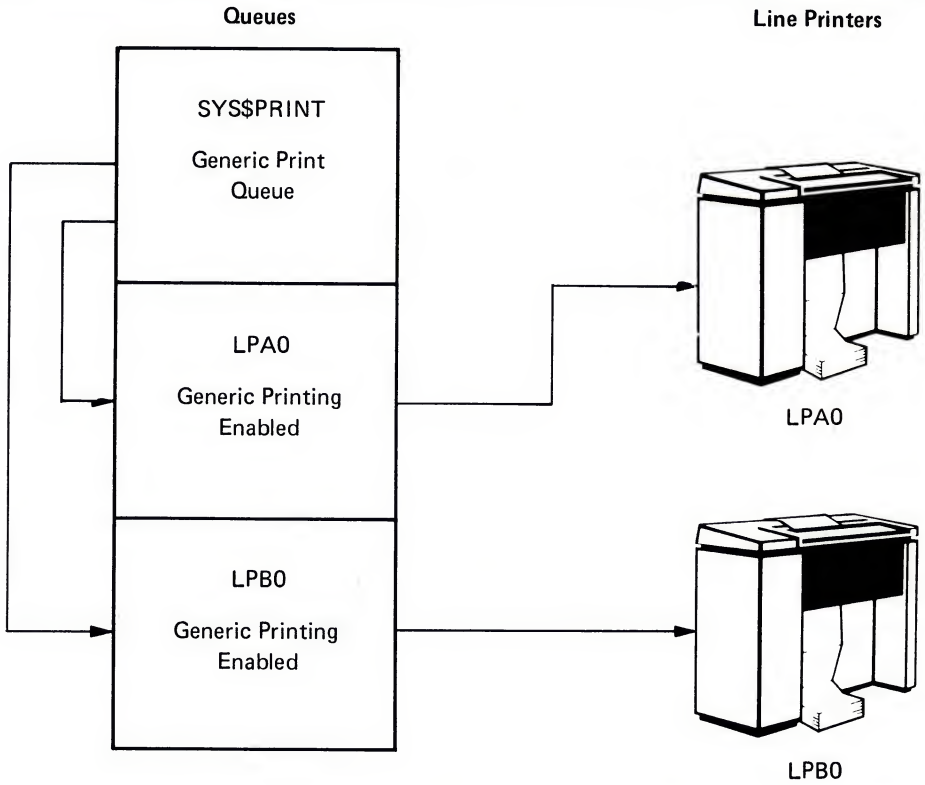 Queues
Line Printers
SYS$PRINT
Generic Print
Queue
LPA0
Generic Printing
Enabled
LPA0
LPB0
Generic Printing
Enabled
LPB0